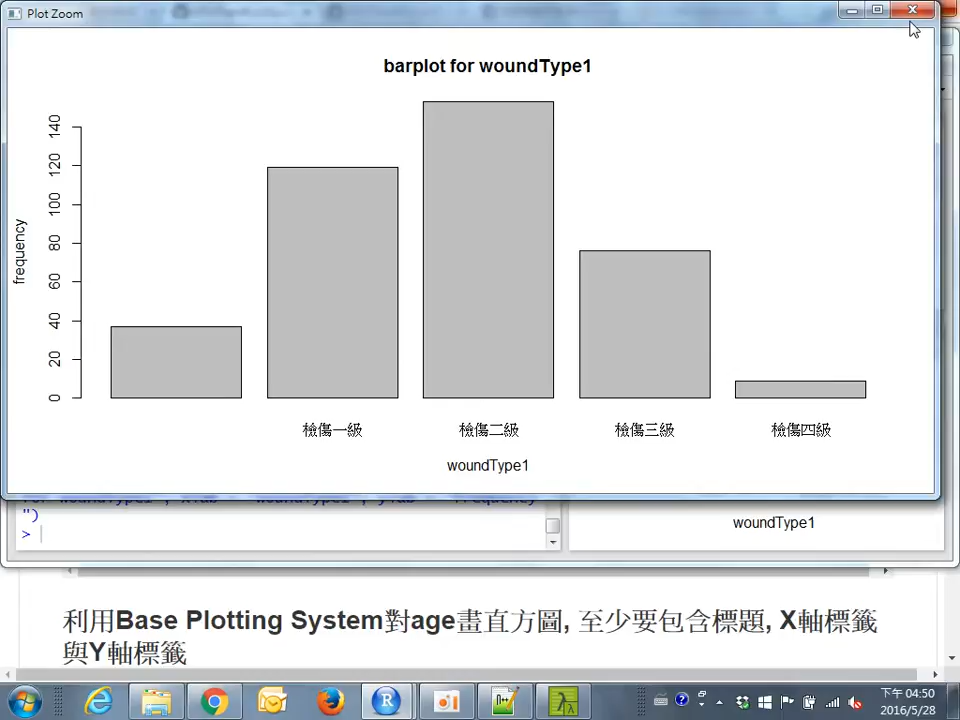 Plot Zoom
barplot for woundType1
frequency
0
20
40
60
80
100
120
140
檢傷一級
檢傷二級
檢傷三級
檢傷四級
woundType1
")
>
woundType1
利用Base Plotting System對age畫直方圖, 至少要包含標題, X軸標籤
與Y軸標籤
下午 04:50
2016/5/28